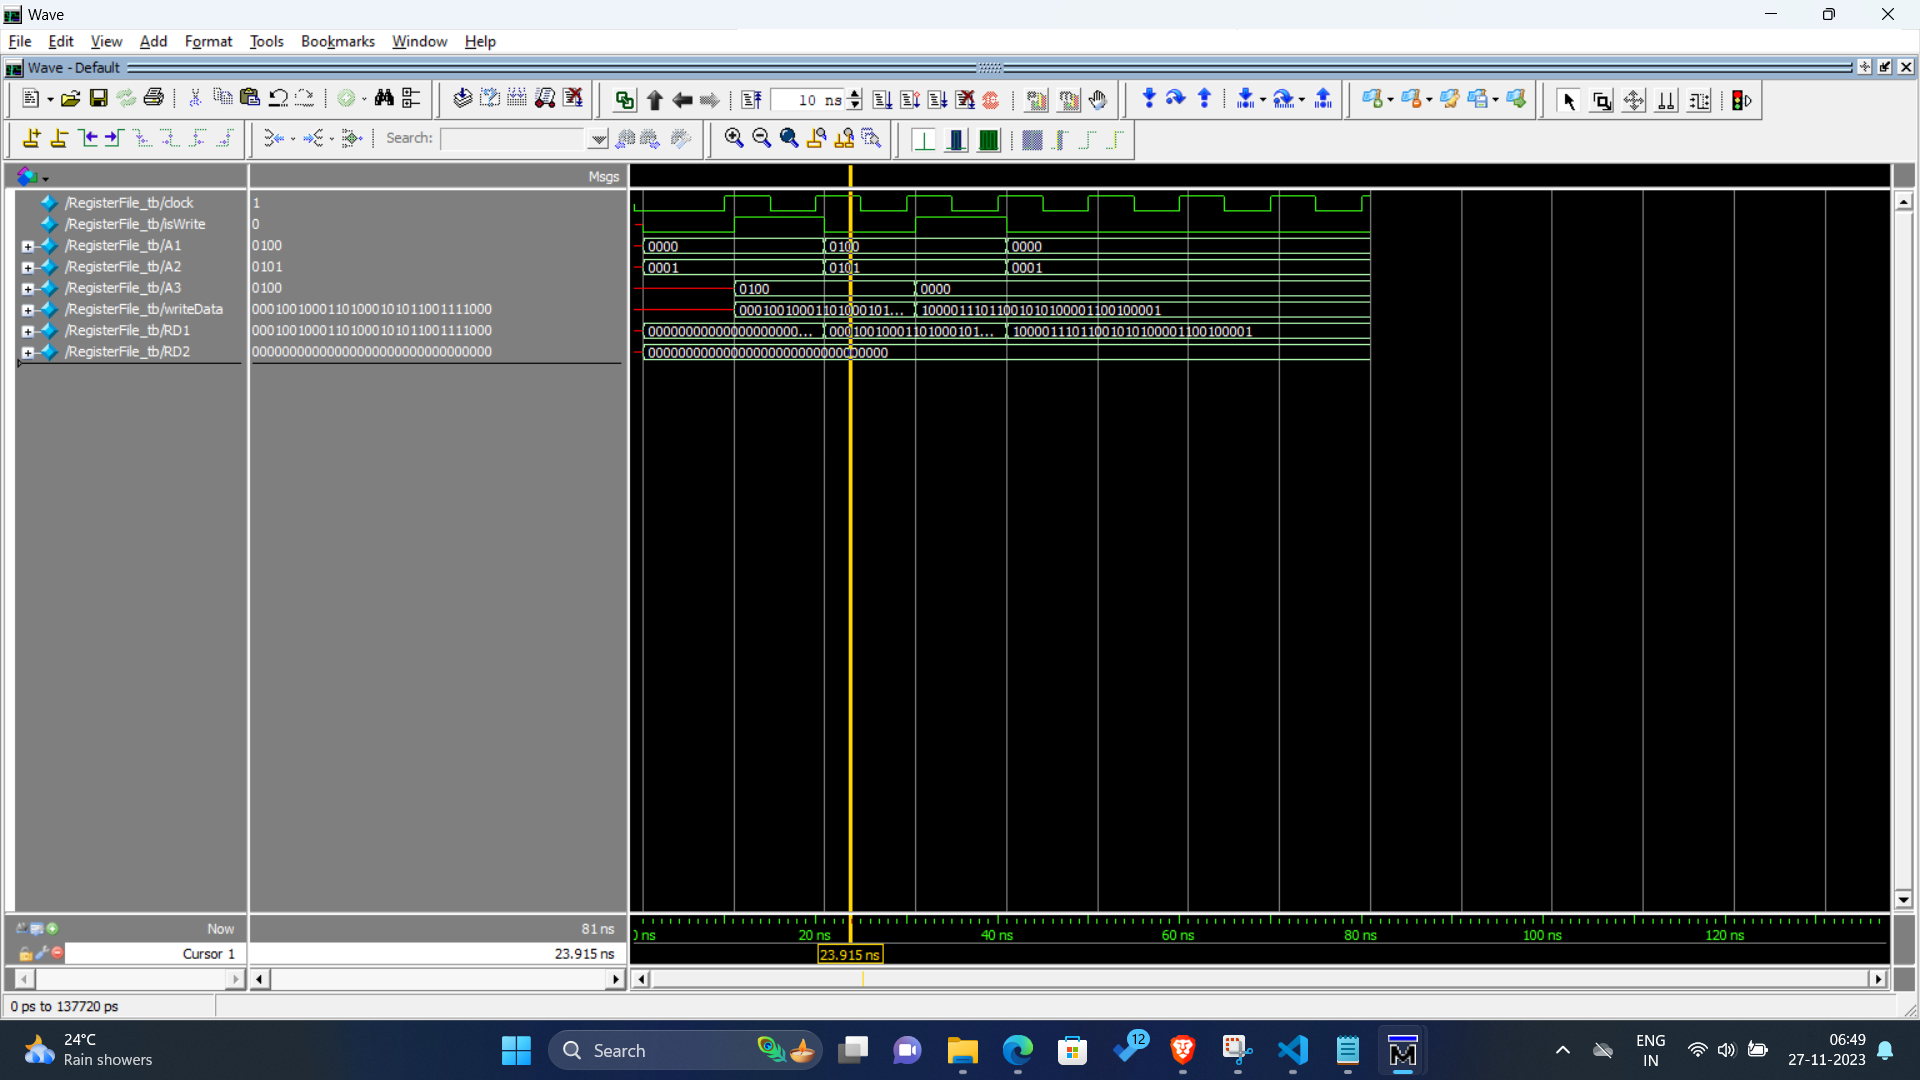 Wave
File Edit View Add Format Tools Bookmarks Window Help
Wave - Default
10 ns
Search:
Msgs
/RegisterFile_tb/clock 1
/RegisterFile_tb/isWrite 0
/RegisterFile_tb/A1 0100 0000 0100 0000
/RegisterFile_tb/A2 0101 0001 0101 0001
/RegisterFile_tb/A3 0100 0100 0000
/RegisterFile_tb/writeData 00010010001101000101011001111000 00010010001101000101... 10000111011001010100001100100001
/RegisterFile_tb/RD1 00010010001101000101011001111000 00000000000000000000... 00010010001101000101... 10000111011001010100001100100001
/RegisterFile_tb/RD2 00000000000000000000000000000000 00000000000000000000000000000000
Now 81 ns
ns 20 ns 40 ns 60 ns 80 ns 100 ns 120 ns
Cursor 1 23.915 ns 23.915 ns
0 ps to 137720 ps
24°C
Rain showers
Search
12
ENG
IN
06:49
27-11-2023